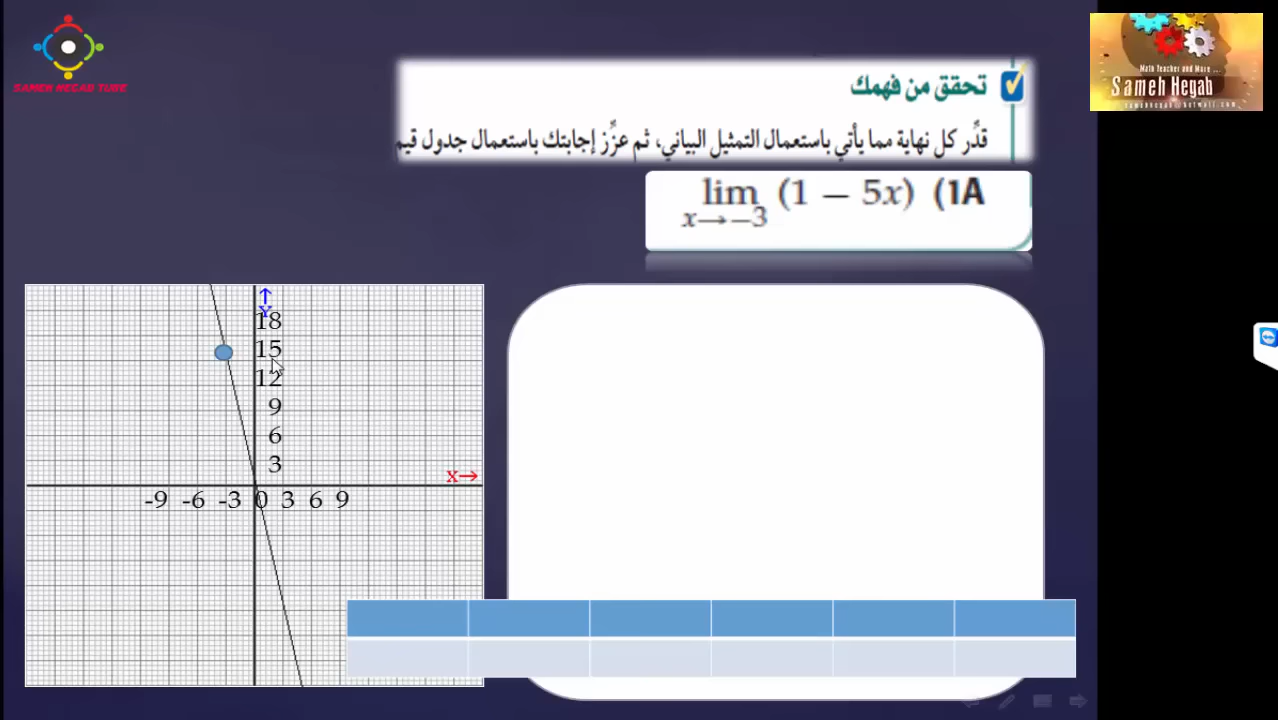 SAMEH HEGAB TUBE
Math Teacher and More ...
Sameh Hegab
تحقق من فهمك
قدِّر كل نهاية مما يأتي باستعمال التمثيل البياني، ثم عزِّز إجابتك باستعمال جدول قيم
lim (1 − 5x) (1A
x→−3
↑
Y
18
15
12
9
6
3
X→
-9 -6 -3 0 3 6 9